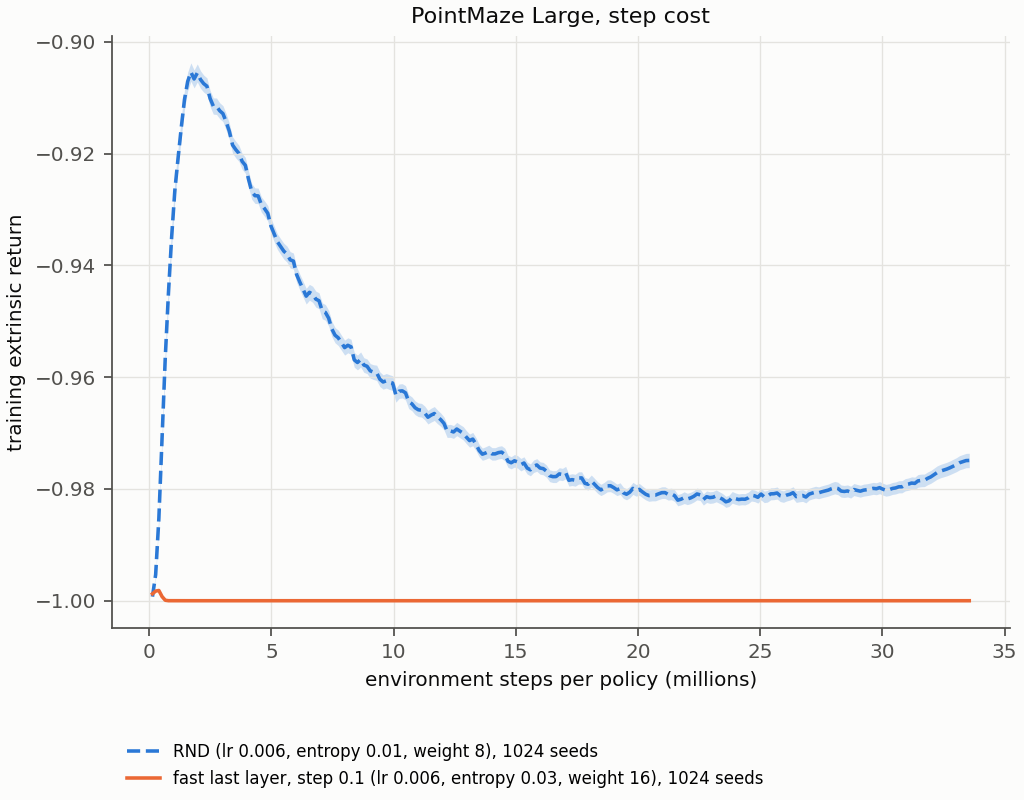 PointMaze Large, step cost
training extrinsic return
−0.90
−0.92
−0.94
−0.96
−0.98
−1.00
0 5 10 15 20 25 30 35
environment steps per policy (millions)
RND (lr 0.006, entropy 0.01, weight 8), 1024 seeds
fast last layer, step 0.1 (lr 0.006, entropy 0.03, weight 16), 1024 seeds